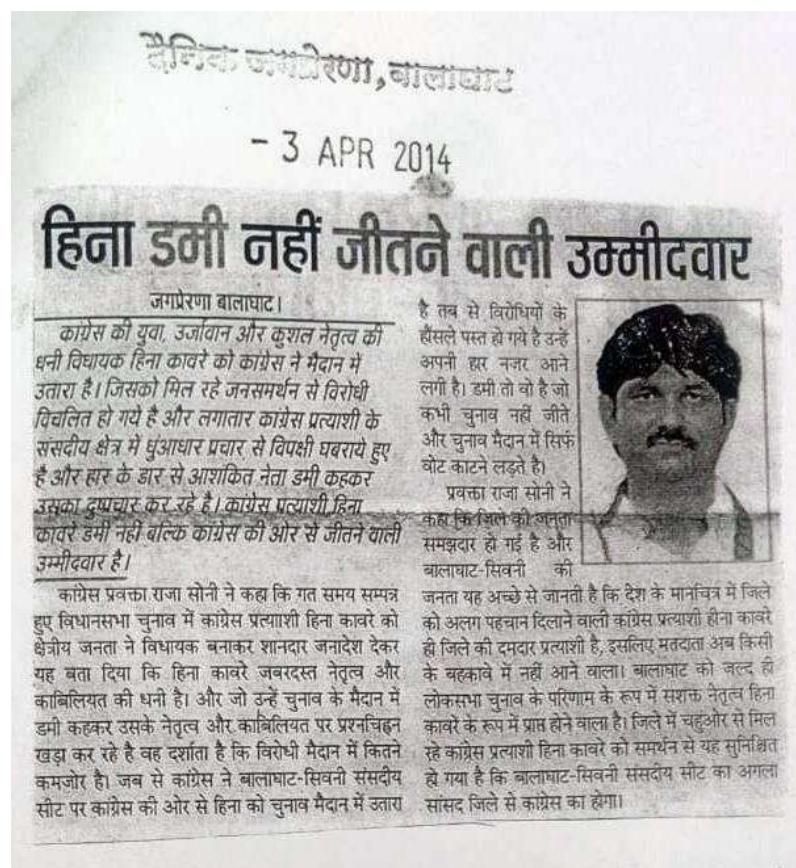 दैनिक जगप्रेरणा, बालाघाट
- 3 APR 2014
हिना डमी नहीं जीतने वाली उम्मीदवार
जगप्रेरणा बालाघाट।
कांग्रेस की युवा, उर्जावान और कुशल नेतृत्व की
धनी विधायक हिना कावरे को कांग्रेस ने मैदान में
उतारा है। जिसको मिल रहे जनसमर्थन से विरोधी
विचलित हो गये है और लगातार कांग्रेस प्रत्याशी के
संसदीय क्षेत्र में धुंआधार प्रचार से विपक्षी घबराये हुए
है और हार के डार से आशंकित नेता डमी कहकर
उसका दुष्प्रचार कर रहे है। कांग्रेस प्रत्याशी हिना
कावरे डमी नहीं बल्कि कांग्रेस की ओर से जीतने वाली
उम्मीदवार है।
कांग्रेस प्रवक्ता राजा सोनी ने कहा कि गत समय सम्पन्न
हुए विधानसभा चुनाव में कांग्रेस प्रत्यााशी हिना कावरे को
क्षेत्रीय जनता ने विधायक बनाकर शानदार जनादेश देकर
यह बता दिया कि हिना कावरे जबरदस्त नेतृत्व और
काबिलियत की धनी है। और जो उन्हें चुनाव के मैदान में
डमी कहकर उसके नेतृत्व और काबिलियत पर प्रश्नचिह्न
खड़ा कर रहे है वह दर्शाता है कि विरोधी मैदान में कितने
कमजोर है। जब से कांग्रेस ने बालाघाट-सिवनी संसदीय
सीट पर कांग्रेस की ओर से हिना को चुनाव मैदान में उतारा
है तब से विरोधियों के
हौंसले पस्त हो गये है उन्हें
अपनी हार नजर आने
लगी है। डमी तो वो है जो
कभी चुनाव नहीं जीते
और चुनाव मैदान में सिर्फ
वोट काटने लड़ते है।
प्रवक्ता राजा सोनी ने
कहा कि जिले की जनता
समझदार हो गई है और
बालाघाट-सिवनी की
जनता यह अच्छे से जानती है कि देश के मानचित्र में जिले
को अलग पहचान दिलाने वाली कांग्रेस प्रत्याशी हीना कावरे
ही जिले की दमदार प्रत्याशी है, इसलिए मतदाता अब किसी
के बहकावे में नहीं आने वाला। बालाघाट को जल्द ही
लोकसभा चुनाव के परिणाम के रूप में सशक्त नेतृत्व हिना
कावरे के रूप में प्राप्त होने वाला है। जिले में चहुंओर से मिल
रहे कांग्रेस प्रत्याशी हिना कावरे को समर्थन से यह सुनिश्चित
हो गया है कि बालाघाट-सिवनी संसदीय सीट का अगला
सांसद जिले से कांग्रेस का होगा।